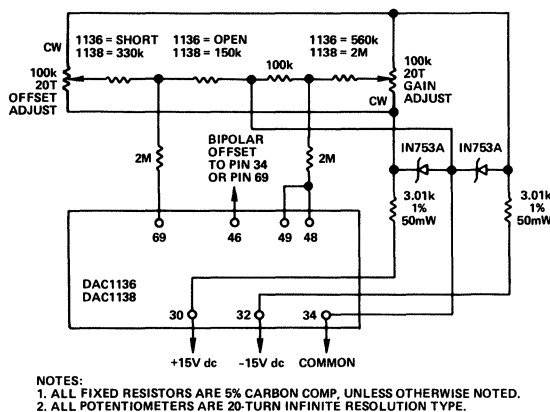 1136 = SHORT
1138 = 330k
1136 = OPEN
1138 = 150k
1136 = 560k
1138 = 2M
CW
100k
20T
OFFSET
ADJUST
100k
100k
20T
GAIN
ADJUST
CW
BIPOLAR
OFFSET
TO PIN 34
OR PIN 69
2M
2M
IN753A
IN753A
3.01k
1%
50mW
3.01k
1%
50mW
69
46
49
48
DAC1136
DAC1138
30
32
34
+15V dc
–15V dc
COMMON
NOTES:
1. ALL FIXED RESISTORS ARE 5% CARBON COMP, UNLESS OTHERWISE NOTED.
2. ALL POTENTIOMETERS ARE 20-TURN INFINITE RESOLUTION TYPE.